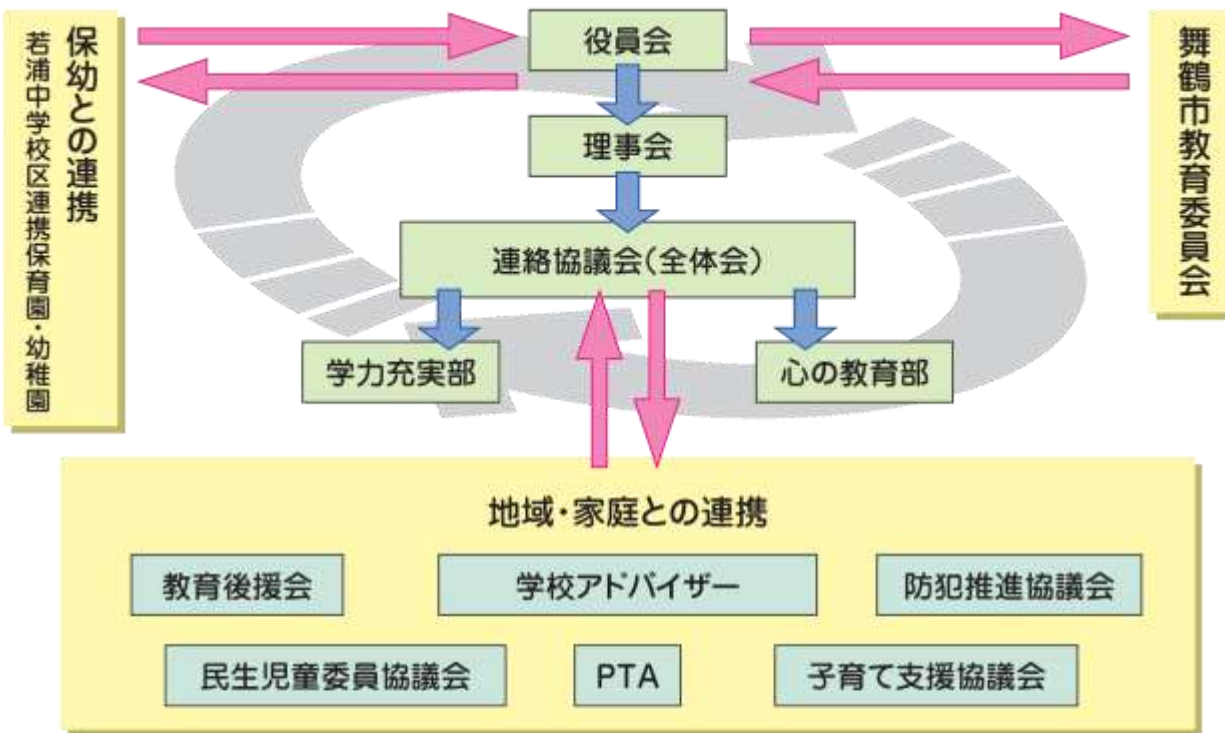 保幼との連携
若浦中学校区連携保育園・幼稚園
役員会
舞鶴市教育委員会
理事会
連絡協議会(全体会)
学力充実部
心の教育部
地域・家庭との連携
教育後援会
学校アドバイザー
防犯推進協議会
民生児童委員協議会
PTA
子育て支援協議会